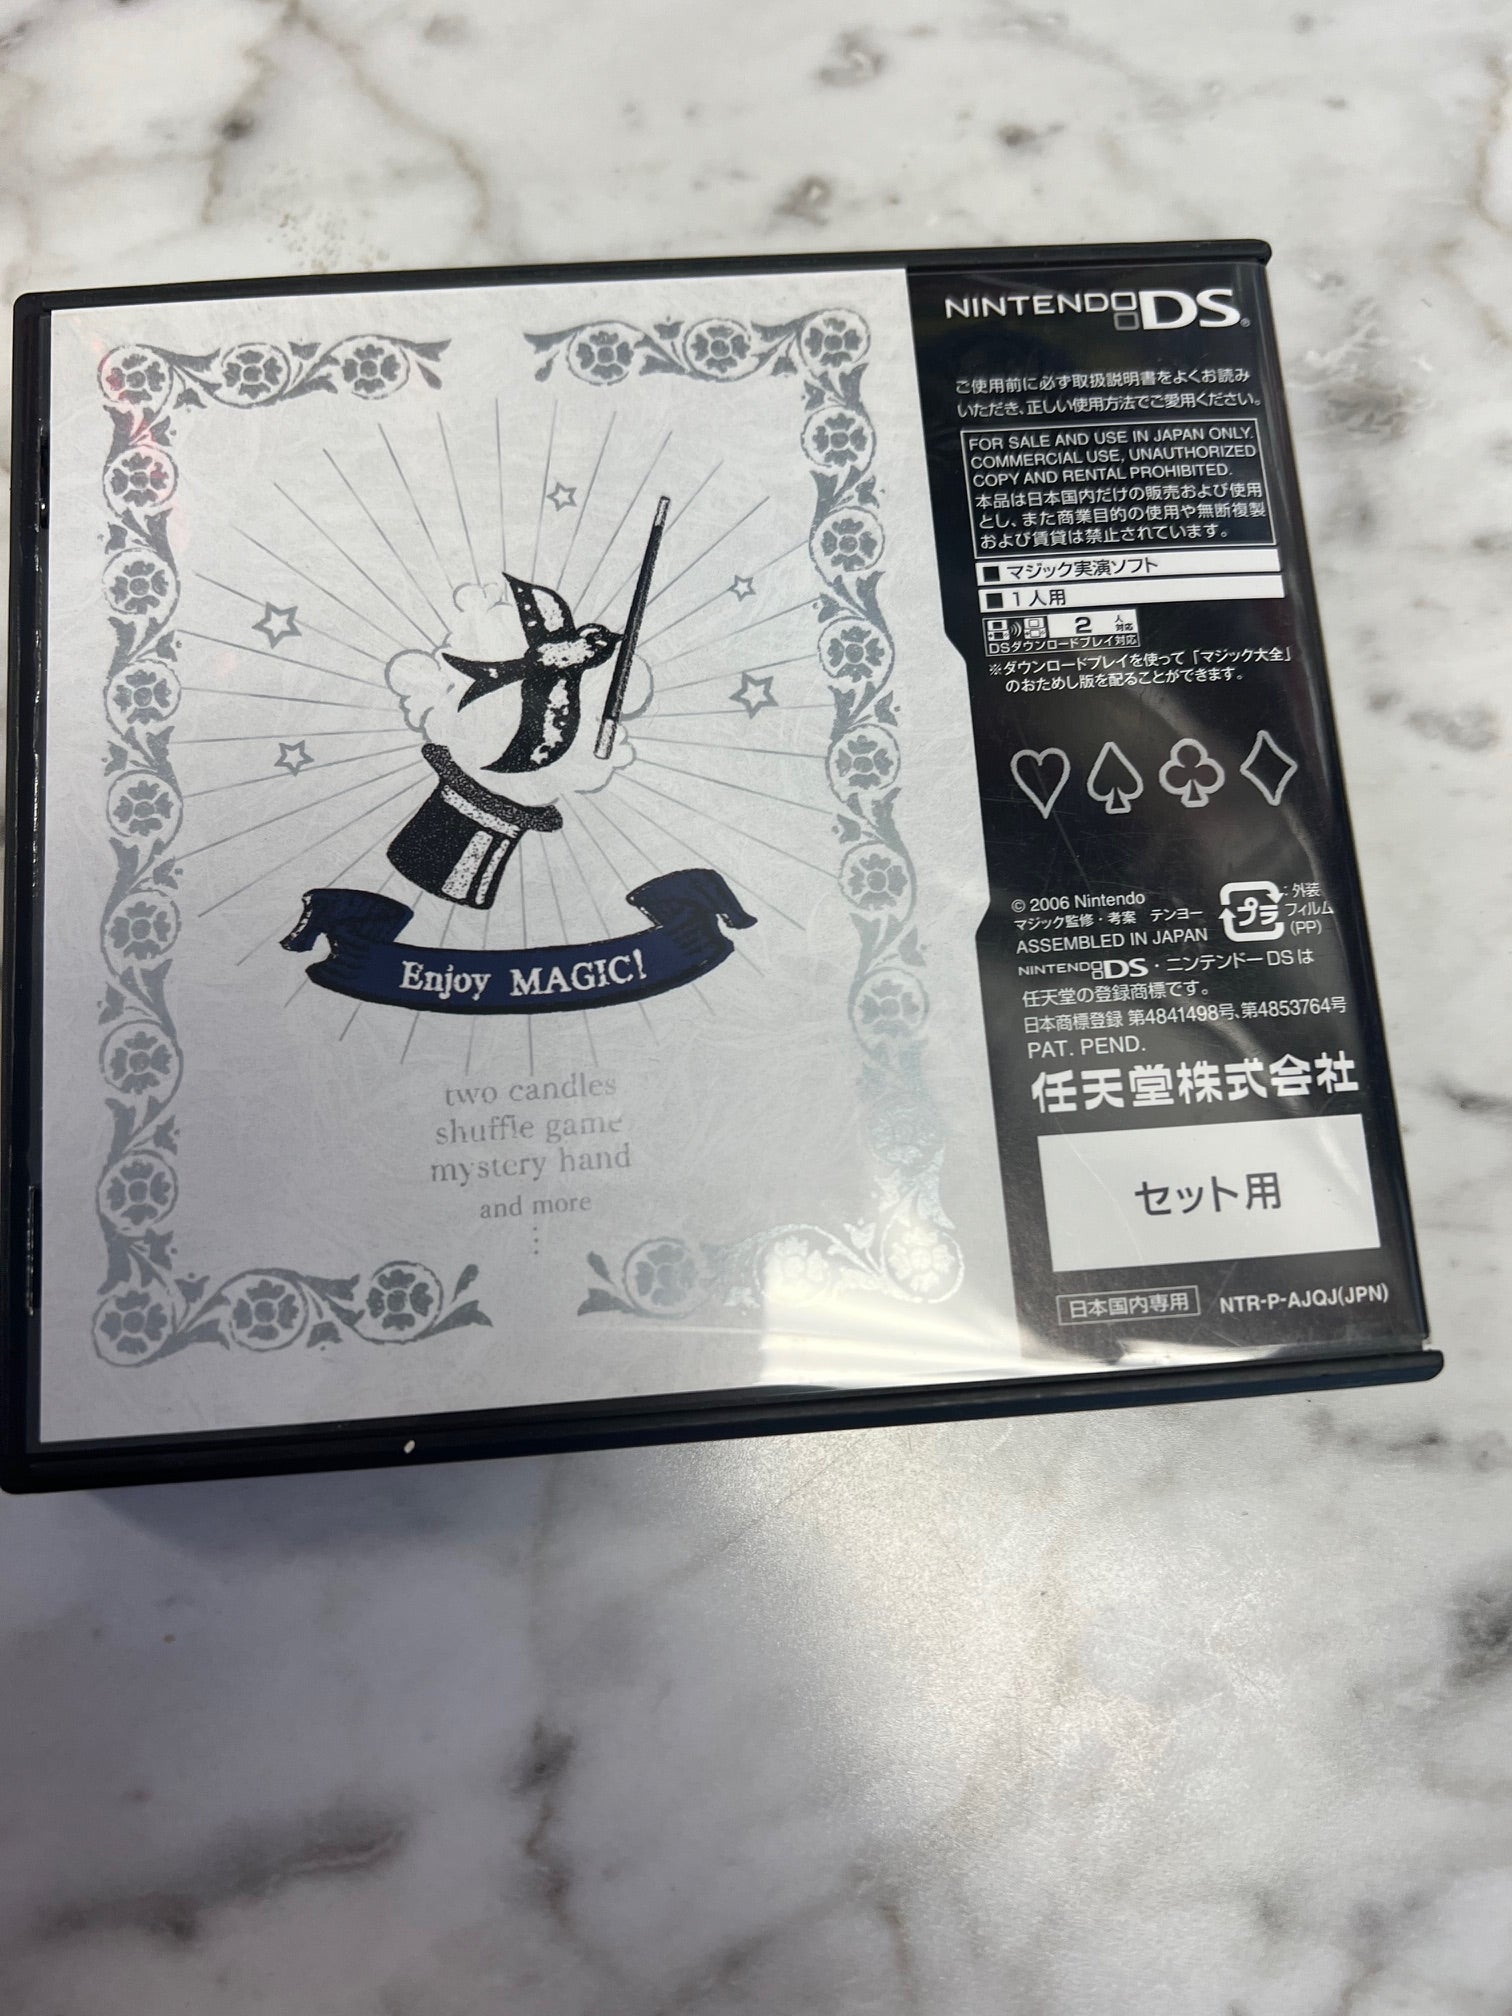 Enjoy MAGIC!
two candles
shuffle game
mystery hand
and more
NINTENDO DS
ご使用前に必ず取扱説明書をよくお読み
いただき、正しい使用方法でご愛用ください。
FOR SALE AND USE IN JAPAN ONLY.
COMMERCIAL USE, UNAUTHORIZED
COPY AND RENTAL PROHIBITED.
本品は日本国内だけの販売および使用
とし、また商業目的の使用や無断複製
および賃貸は禁止されています。
■ マジック実演ソフト
■ 1人用
2人対応
DSダウンロードプレイ対応
※ダウンロードプレイを使って「マジック大全」
のおためし版を配ることができます。
© 2006 Nintendo
マジック監修・考案 テンヨー
ASSEMBLED IN JAPAN
プラ
:外装
フィルム
(PP)
NINTENDO DS・ニンテンドーDSは
任天堂の登録商標です。
日本商標登録 第4841498号、第4853764号
PAT. PEND.
任天堂株式会社
セット用
日本国内専用 NTR-P-AJQJ(JPN)